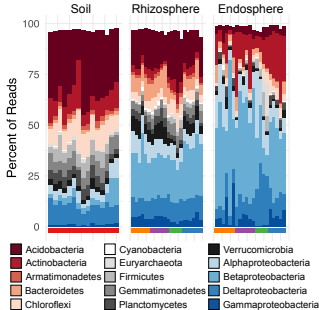 Soil Rhizosphere Endosphere
100
75
50
25
0
Percent of Reads
Acidobacteria Cyanobacteria Verrucomicrobia
Actinobacteria Euryarchaeota Alphaproteobacteria
Armatimonadetes Firmicutes Betaproteobacteria
Bacteroidetes Gemmatimonadetes Deltaproteobacteria
Chloroflexi Planctomycetes Gammaproteobacteria